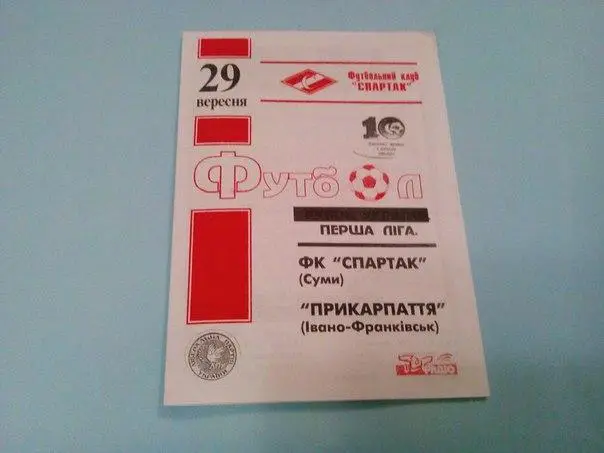 29
вересня
Футбольний клуб
"СПАРТАК"
10
Футбол
ПЕРША ЛІГА.
ФК "СПАРТАК"
(Суми)
"ПРИКАРПАТТЯ"
(Івано-Франківськ)